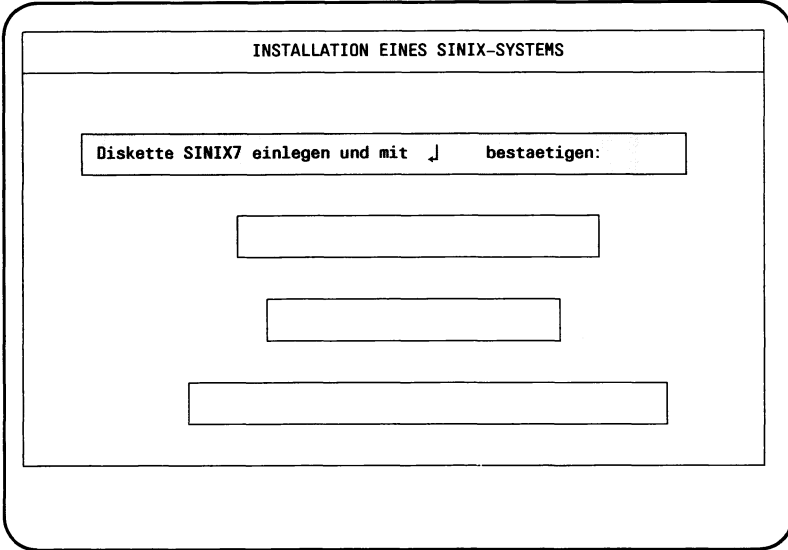 INSTALLATION EINES SINIX-SYSTEMS
Diskette SINIX7 einlegen und mit ↲ bestaetigen: